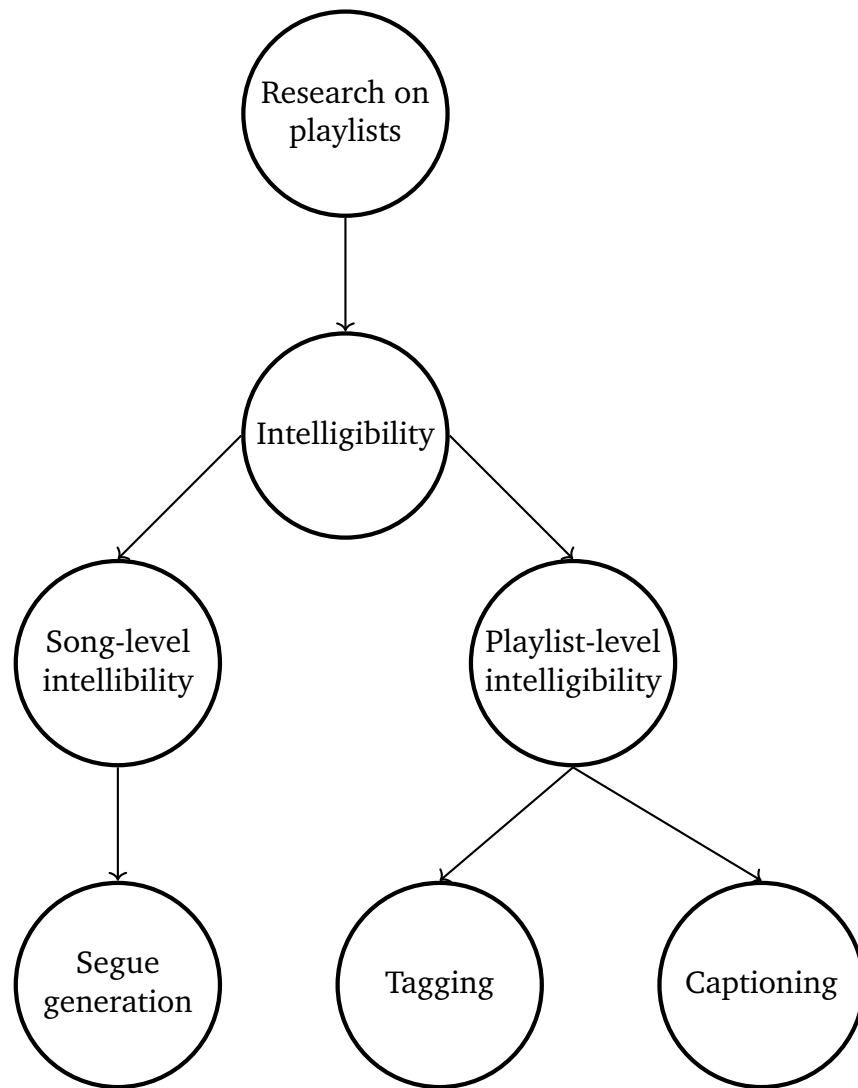 Research on
playlists
Intelligibility
Song-level
intellibility
Playlist-level
intelligibility
Segue
generation
Tagging
Captioning